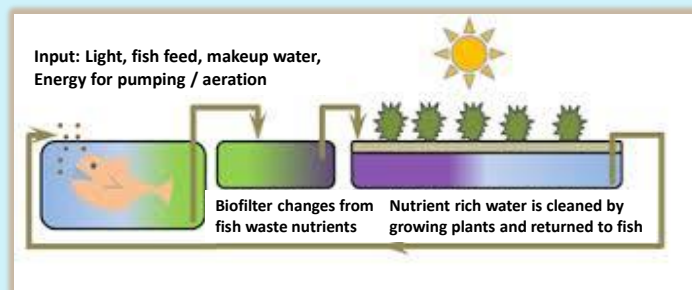 Input: Light, fish feed, makeup water,
Energy for pumping / aeration
Biofilter changes from
fish waste nutrients
Nutrient rich water is cleaned by
growing plants and returned to fish